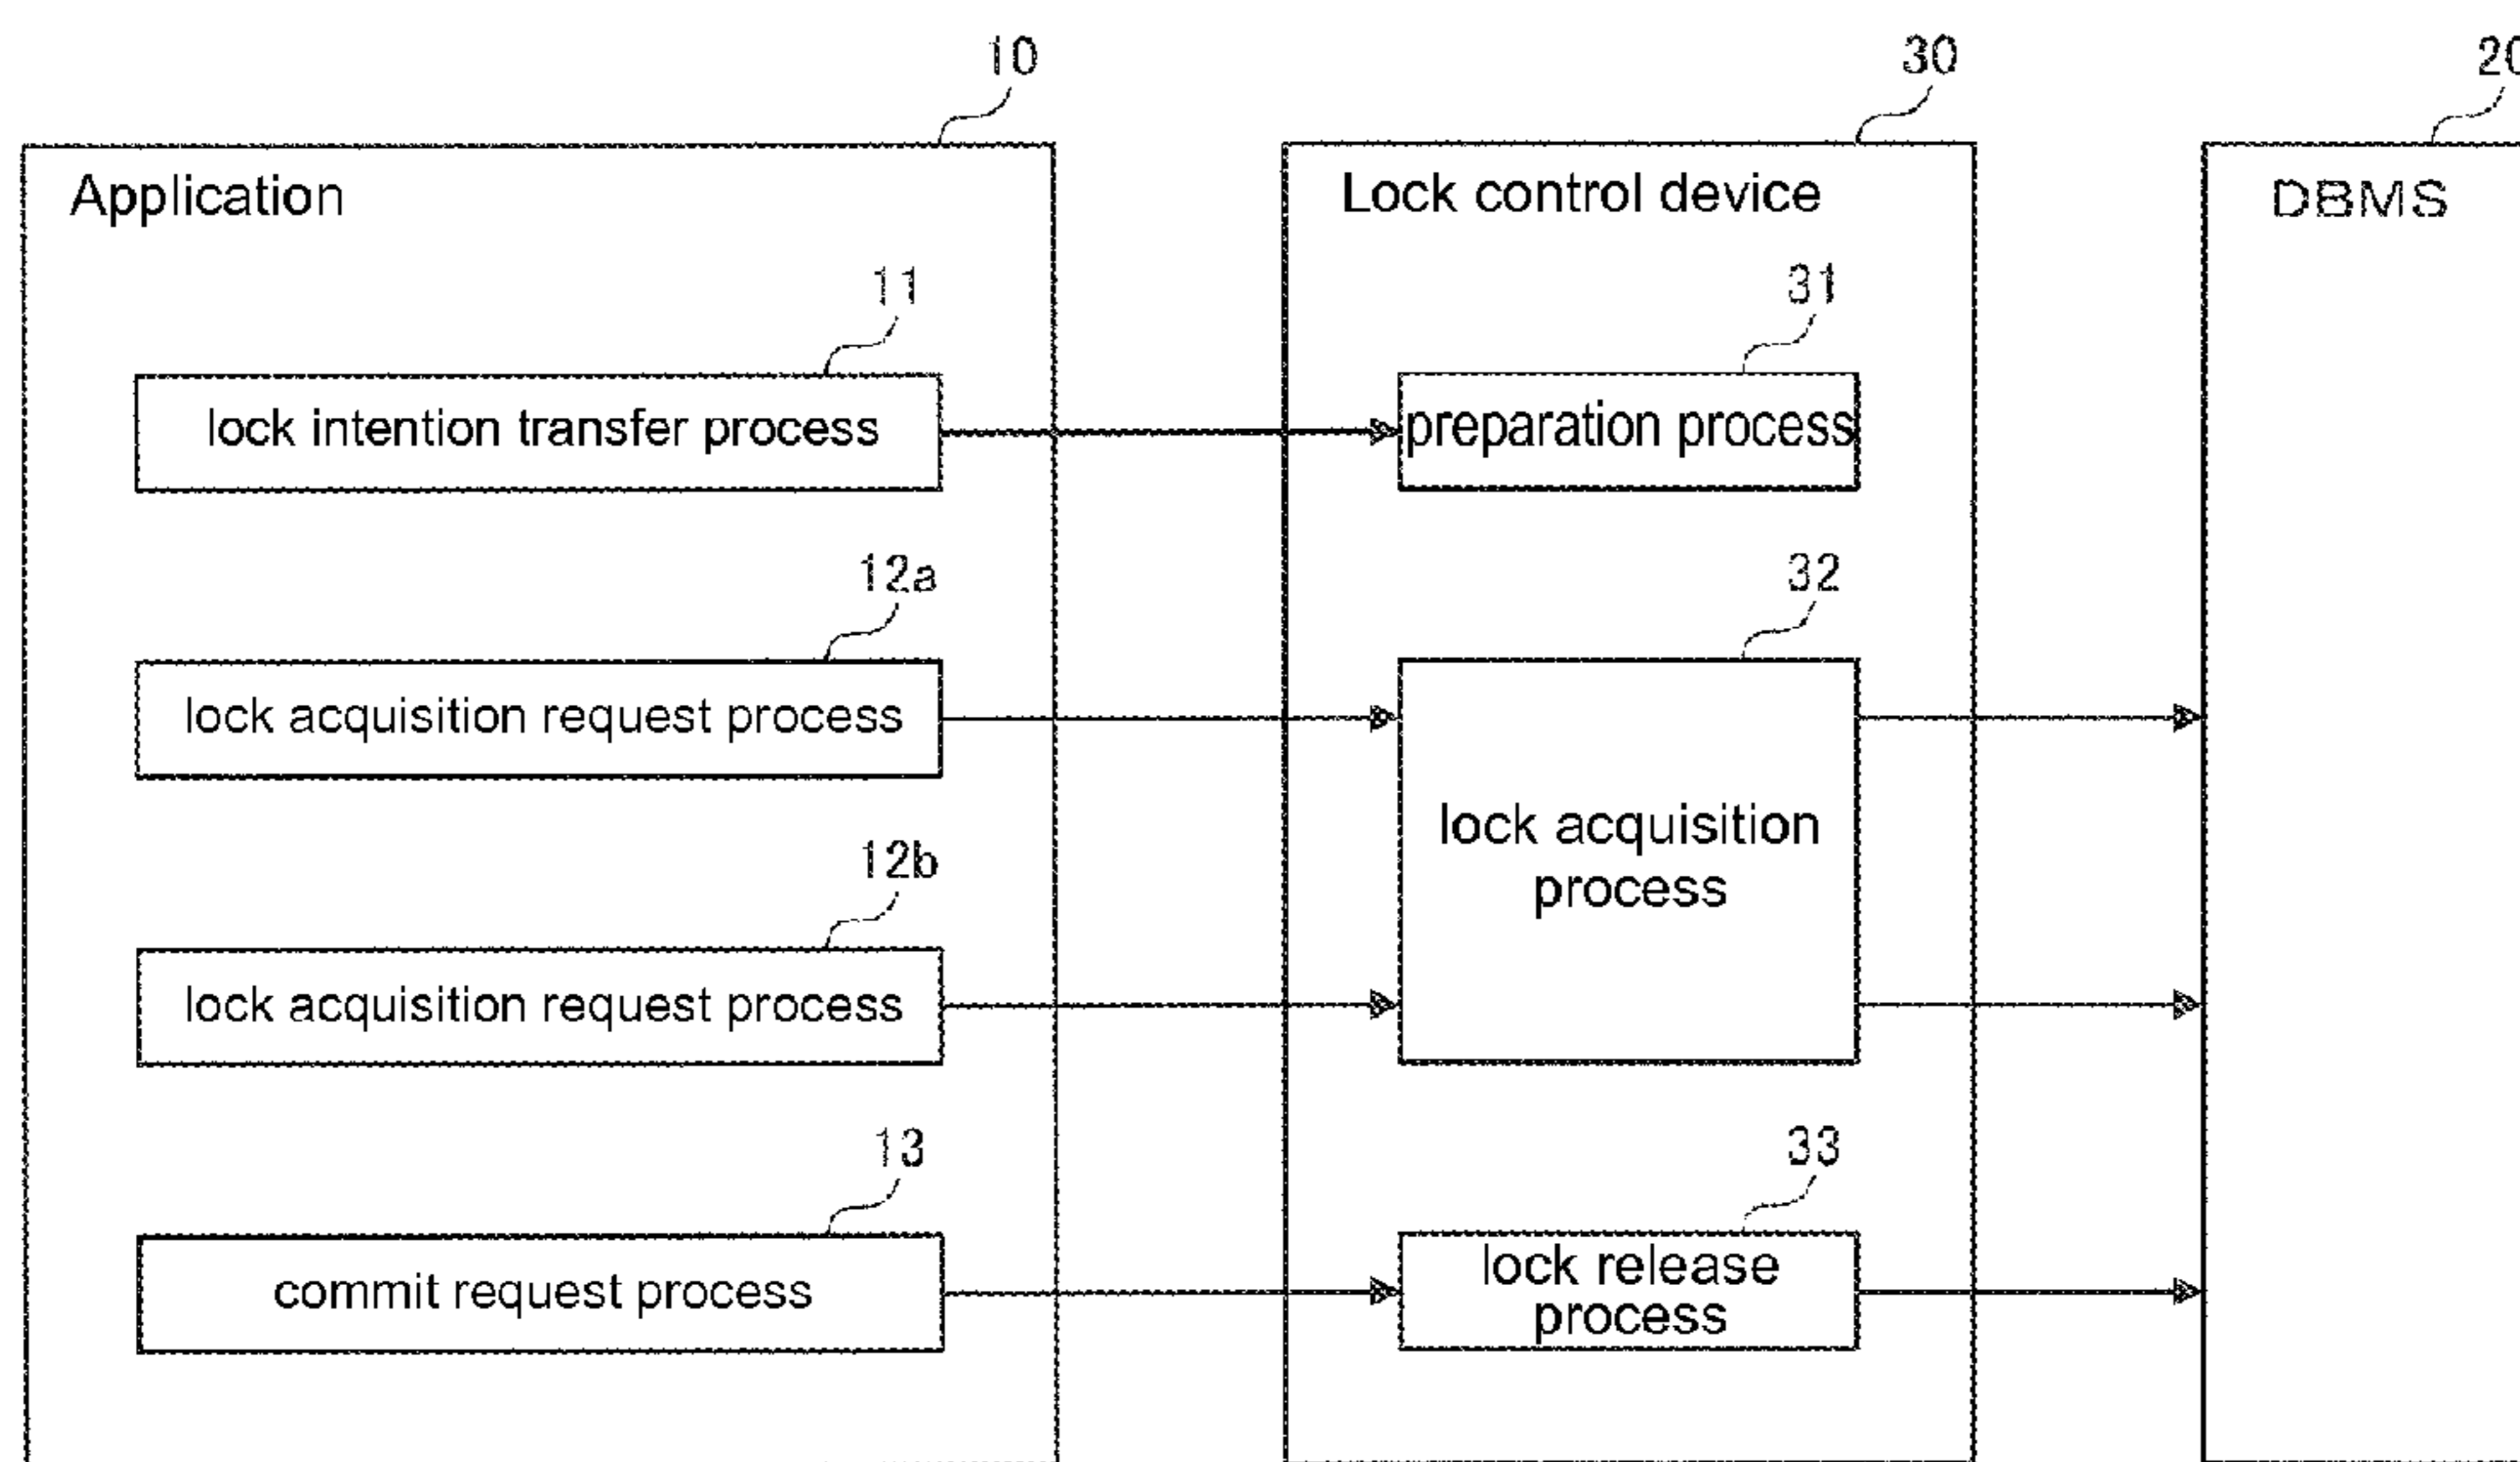 10
30
20
Application
Lock control device
DBMS
11
31
lock intention transfer process
preparation process
12a
32
lock acquisition request process
lock acquisition
process
12b
lock acquisition request process
13
33
commit request process
lock release
process